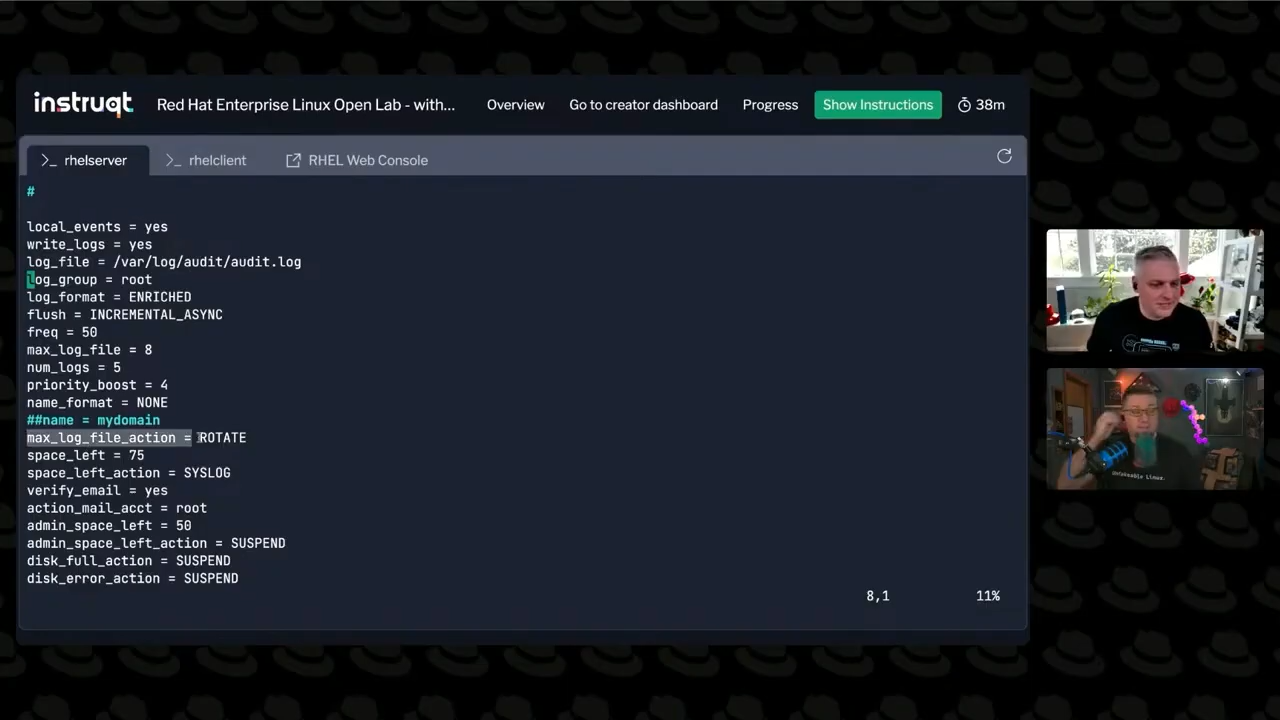 instruqt
Red Hat Enterprise Linux Open Lab - with...
Overview
Go to creator dashboard
Progress
Show Instructions
38m
>_ rhelserver
>_ rhelclient
RHEL Web Console
#
local_events = yes
write_logs = yes
log_file = /var/log/audit/audit.log
log_group = root
log_format = ENRICHED
flush = INCREMENTAL_ASYNC
freq = 50
max_log_file = 8
num_logs = 5
priority_boost = 4
name_format = NONE
##name = mydomain
max_log_file_action = ROTATE
space_left = 75
space_left_action = SYSLOG
verify_email = yes
action_mail_acct = root
admin_space_left = 50
admin_space_left_action = SUSPEND
disk_full_action = SUSPEND
disk_error_action = SUSPEND
8,1
11%
Linux.